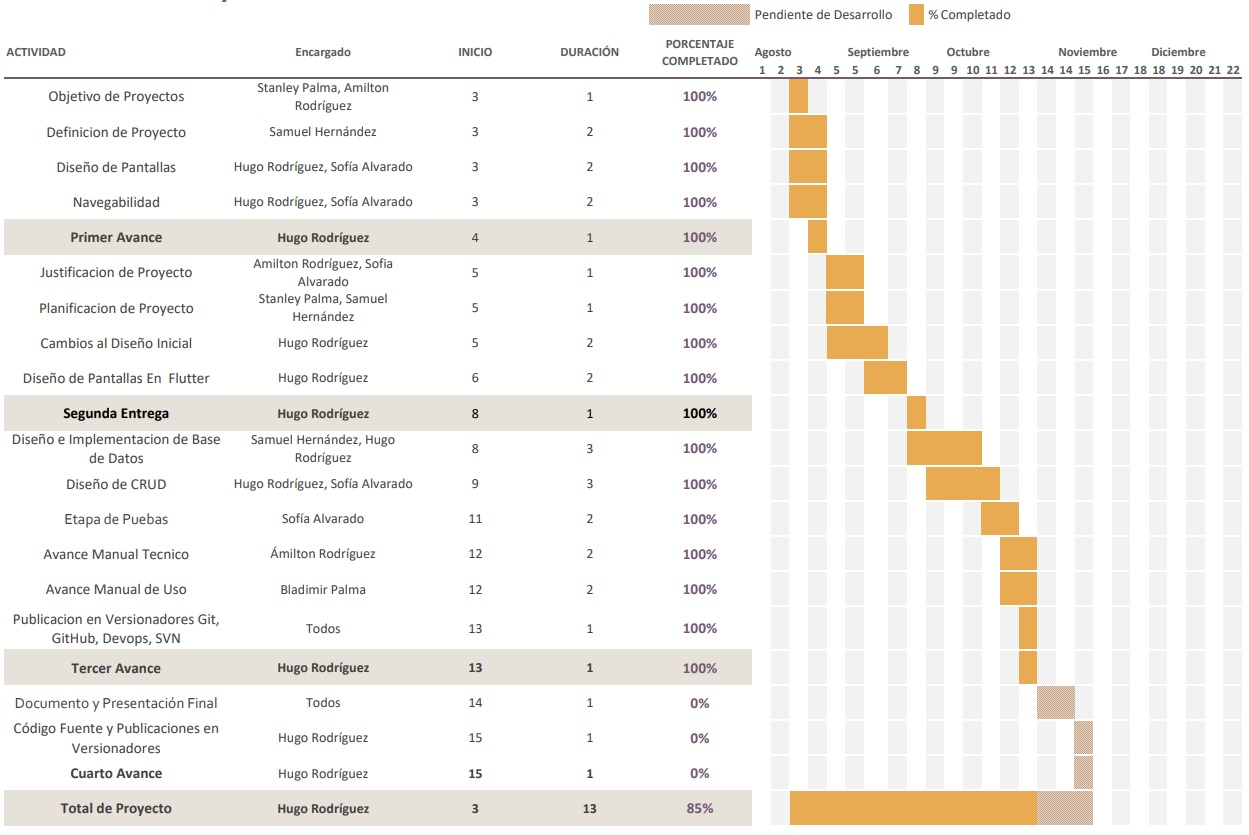 Pendiente de Desarrollo % Completado
ACTIVIDAD Encargado INICIO DURACIÓN PORCENTAJE COMPLETADO Agosto Septiembre Octubre Noviembre Diciembre
1 2 3 4 5 5 6 7 8 9 9 10 11 12 13 14 14 15 16 17 18 18 19 20 21 22
Objetivo de Proyectos Stanley Palma, Amilton Rodríguez 3 1 100%
Definicion de Proyecto Samuel Hernández 3 2 100%
Diseño de Pantallas Hugo Rodríguez, Sofía Alvarado 3 2 100%
Navegabilidad Hugo Rodríguez, Sofía Alvarado 3 2 100%
Primer Avance Hugo Rodríguez 4 1 100%
Justificacion de Proyecto Amilton Rodríguez, Sofia Alvarado 5 1 100%
Planificacion de Proyecto Stanley Palma, Samuel Hernández 5 1 100%
Cambios al Diseño Inicial Hugo Rodríguez 5 2 100%
Diseño de Pantallas En Flutter Hugo Rodríguez 6 2 100%
Segunda Entrega Hugo Rodríguez 8 1 100%
Diseño e Implementacion de Base de Datos Samuel Hernández, Hugo Rodríguez 8 3 100%
Diseño de CRUD Hugo Rodríguez, Sofía Alvarado 9 3 100%
Etapa de Puebas Sofía Alvarado 11 2 100%
Avance Manual Tecnico Ámilton Rodríguez 12 2 100%
Avance Manual de Uso Bladimir Palma 12 2 100%
Publicacion en Versionadores Git, GitHub, Devops, SVN Todos 13 1 100%
Tercer Avance Hugo Rodríguez 13 1 100%
Documento y Presentación Final Todos 14 1 0%
Código Fuente y Publicaciones en Versionadores Hugo Rodríguez 15 1 0%
Cuarto Avance Hugo Rodríguez 15 1 0%
Total de Proyecto Hugo Rodríguez 3 13 85%